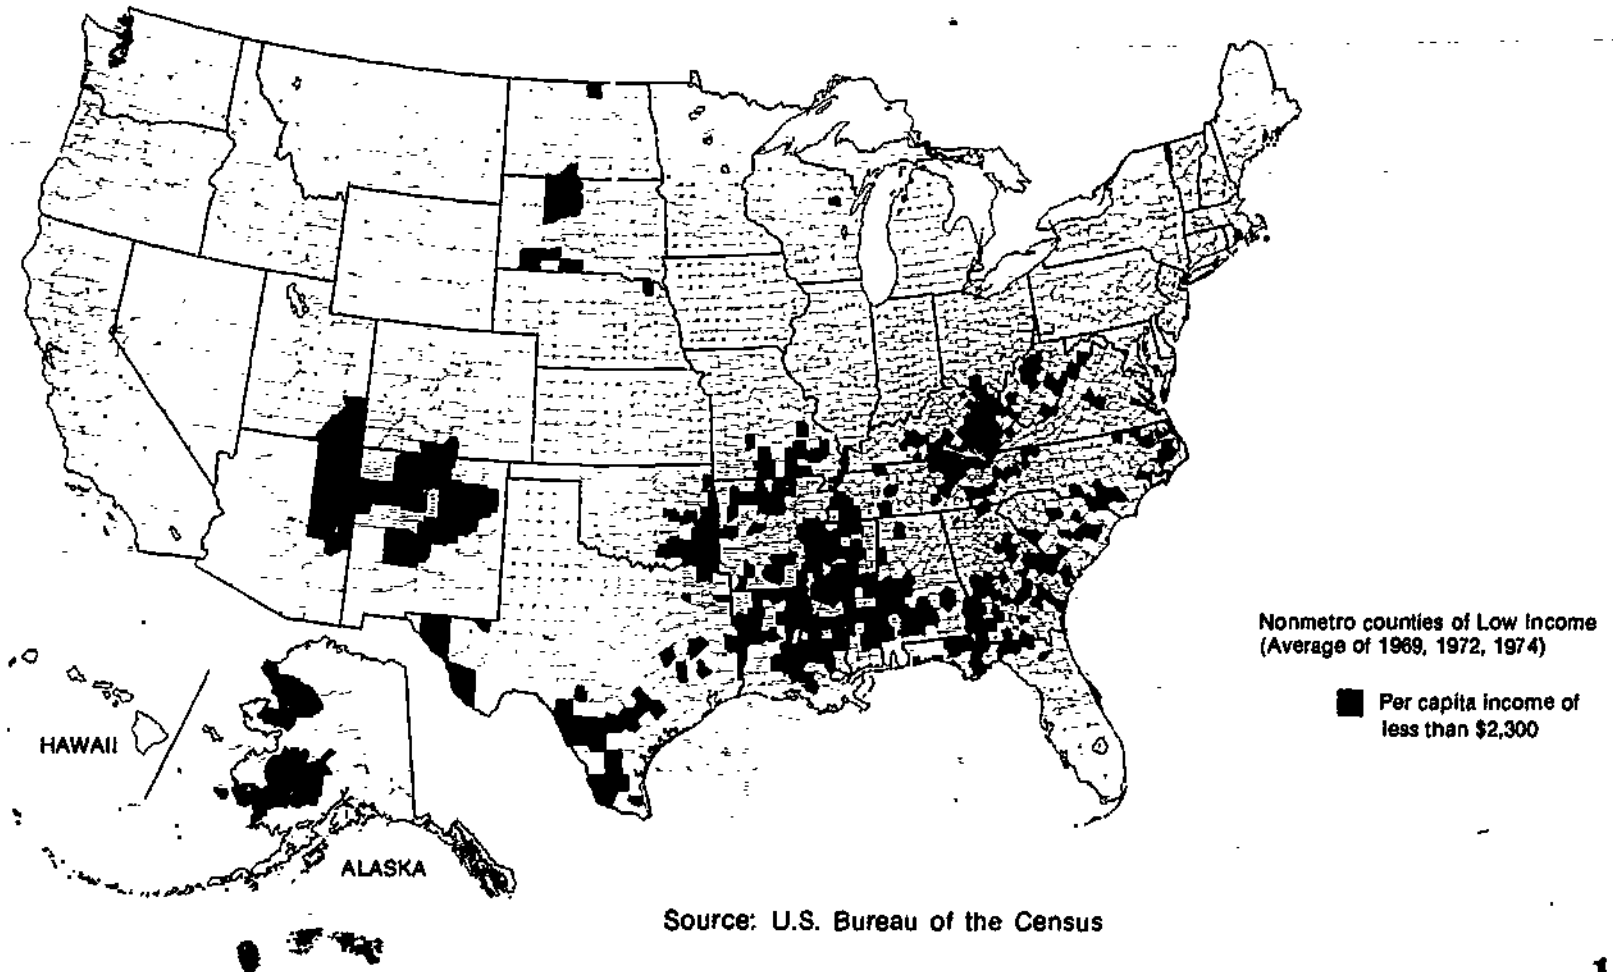 Nonmetro counties of Low Income
(Average of 1969, 1972, 1974)
Per capita income of
less than $2,300
HAWAII
ALASKA
Source: U.S. Bureau of the Census
1